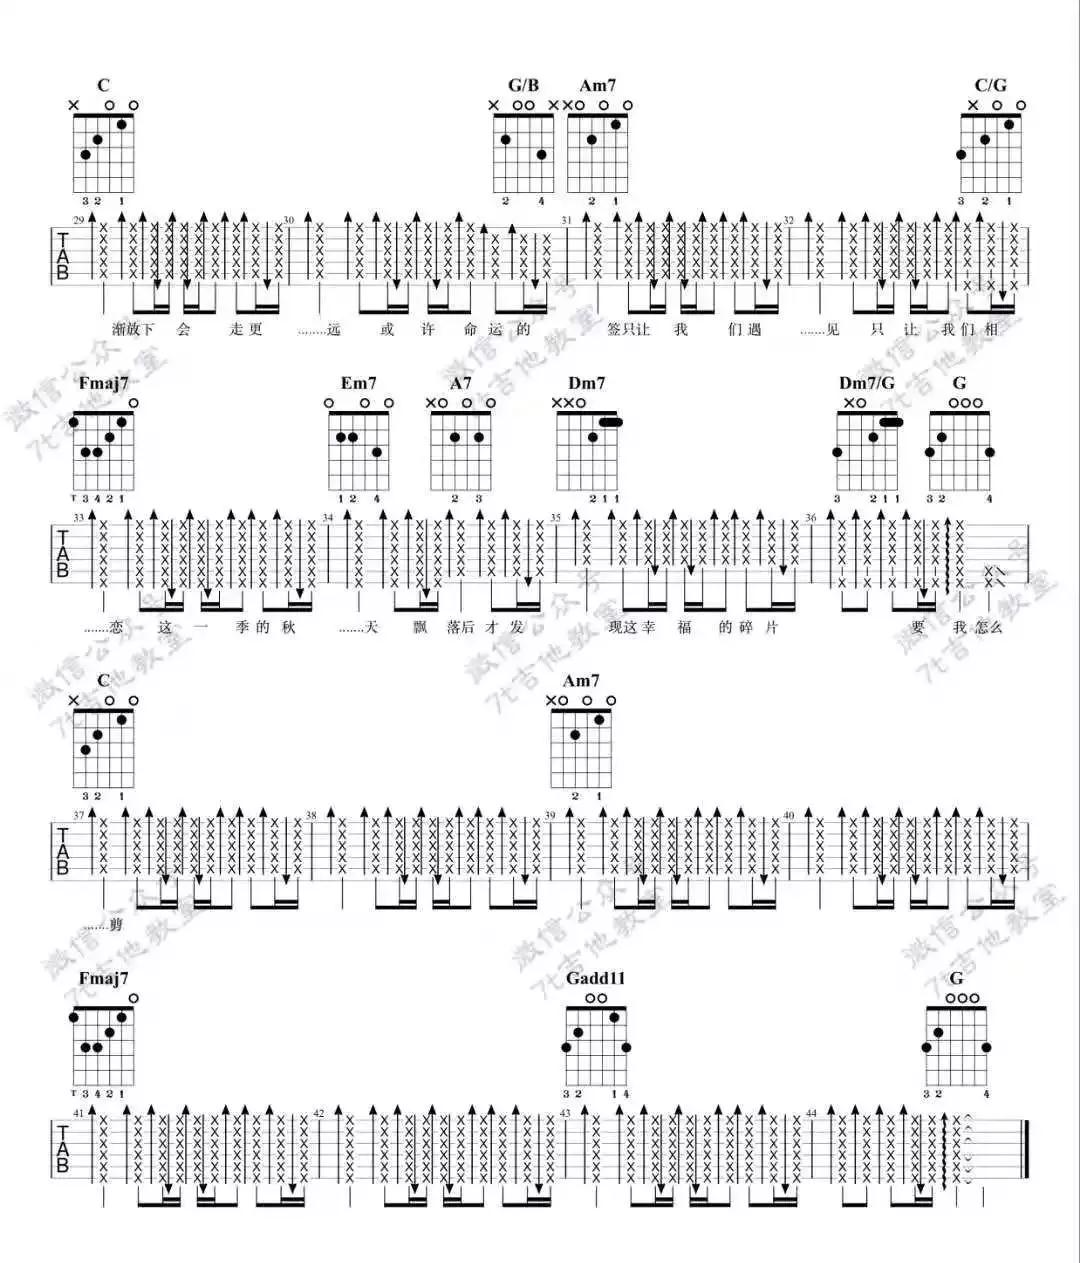 C G/B Am7 C/G
3 2 1 2 4 2 1 3 2 1
29 30 31 32
TAB
渐放下 会 走更 ........远 或 许 命 运 的 签只让 我 们 遇 .......见 只 让 我 们 相
Fmaj7 Em7 A7 Dm7 Dm7/G G
T 3 4 2 1 1 2 4 2 3 2 1 1 3 2 1 1 3 2 4
33 34 35 36
TAB
.......恋 这 一 季 的 秋 .......天 飘 落 后 才 发 现这 幸 福 的 碎 片 要 我 怎么
C Am7
3 2 1 2 1
37 38 39 40
TAB
.......剪
Fmaj7 Gadd11 G
T 3 4 2 1 3 2 1 4 3 2 4
41 42 43 44
TAB
微信公众号
7t吉他教室